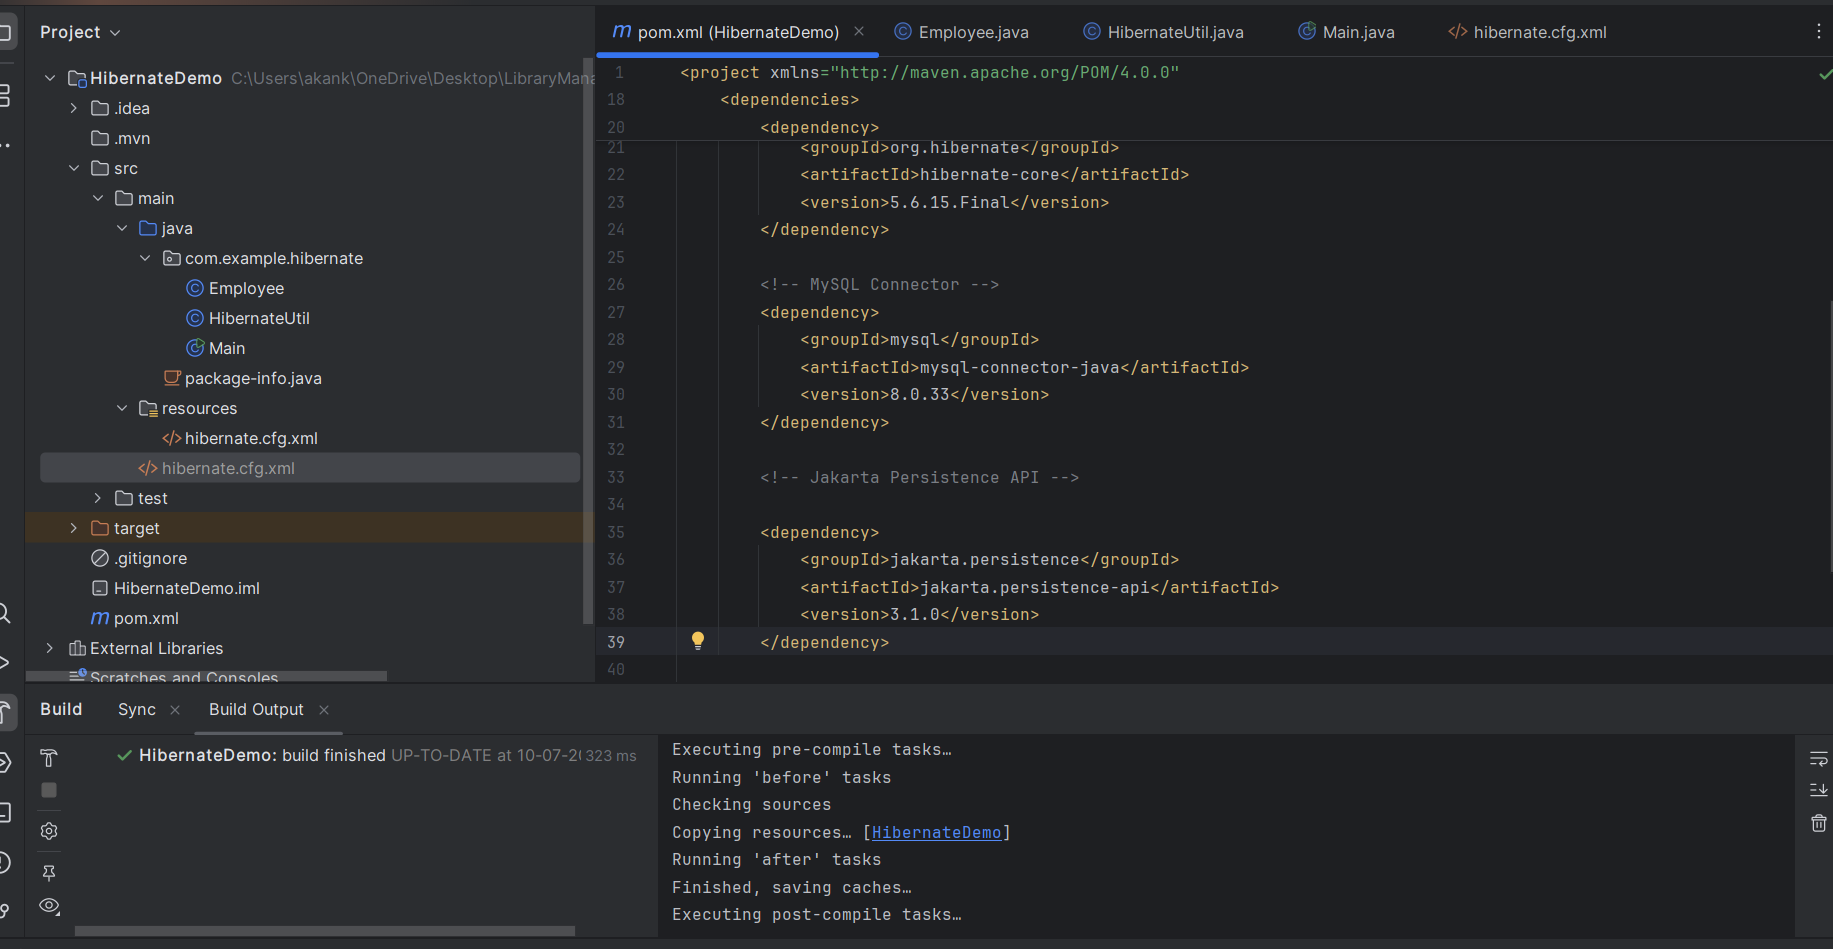 Project
HibernateDemo C:\Users\akank\OneDrive\Desktop\LibraryMana
.idea
.mvn
src
main
java
com.example.hibernate
Employee
HibernateUtil
Main
package-info.java
resources
hibernate.cfg.xml
hibernate.cfg.xml
test
target
.gitignore
HibernateDemo.iml
pom.xml
External Libraries
Scratches and Consoles
pom.xml (HibernateDemo) Employee.java HibernateUtil.java Main.java hibernate.cfg.xml
1 <project xmlns="http://maven.apache.org/POM/4.0.0"
18 <dependencies>
20 <dependency>
21 <groupId>org.hibernate</groupId>
22 <artifactId>hibernate-core</artifactId>
23 <version>5.6.15.Final</version>
24 </dependency>
25
26 <!-- MySQL Connector -->
27 <dependency>
28 <groupId>mysql</groupId>
29 <artifactId>mysql-connector-java</artifactId>
30 <version>8.0.33</version>
31 </dependency>
32
33 <!-- Jakarta Persistence API -->
34
35 <dependency>
36 <groupId>jakarta.persistence</groupId>
37 <artifactId>jakarta.persistence-api</artifactId>
38 <version>3.1.0</version>
39 </dependency>
40
Build Sync Build Output
HibernateDemo: build finished UP-TO-DATE at 10-07-20 323 ms
Executing pre-compile tasks…
Running 'before' tasks
Checking sources
Copying resources… [HibernateDemo]
Running 'after' tasks
Finished, saving caches…
Executing post-compile tasks…